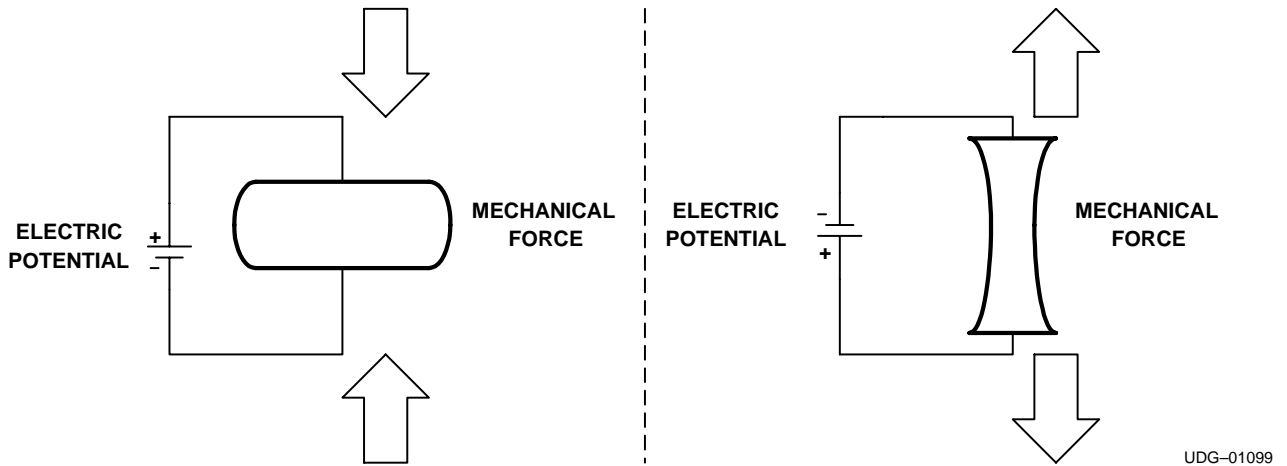 ELECTRIC
POTENTIAL
+
–
MECHANICAL
FORCE
ELECTRIC
POTENTIAL
–
+
MECHANICAL
FORCE
UDG–01099